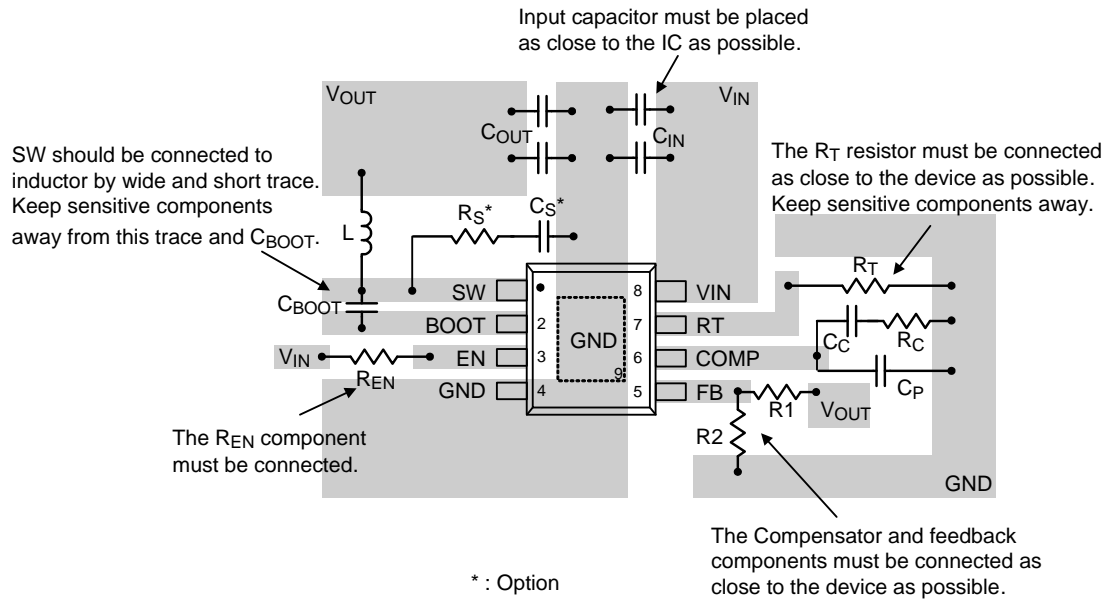 Input capacitor must be placed
as close to the IC as possible.
VOUT
VIN
COUT
CIN
SW should be connected to
inductor by wide and short trace.
Keep sensitive components
away from this trace and CBOOT.
The RT resistor must be connected
as close to the device as possible.
Keep sensitive components away.
RS*
CS*
L
RT
CBOOT
SW
8
VIN
BOOT
2
GND
7
RT
CC
RC
VIN
EN
3
6
COMP
REN
9
CP
GND
4
5
FB
R1
VOUT
R2
The REN component
must be connected.
GND
The Compensator and feedback
components must be connected as
close to the device as possible.
* : Option